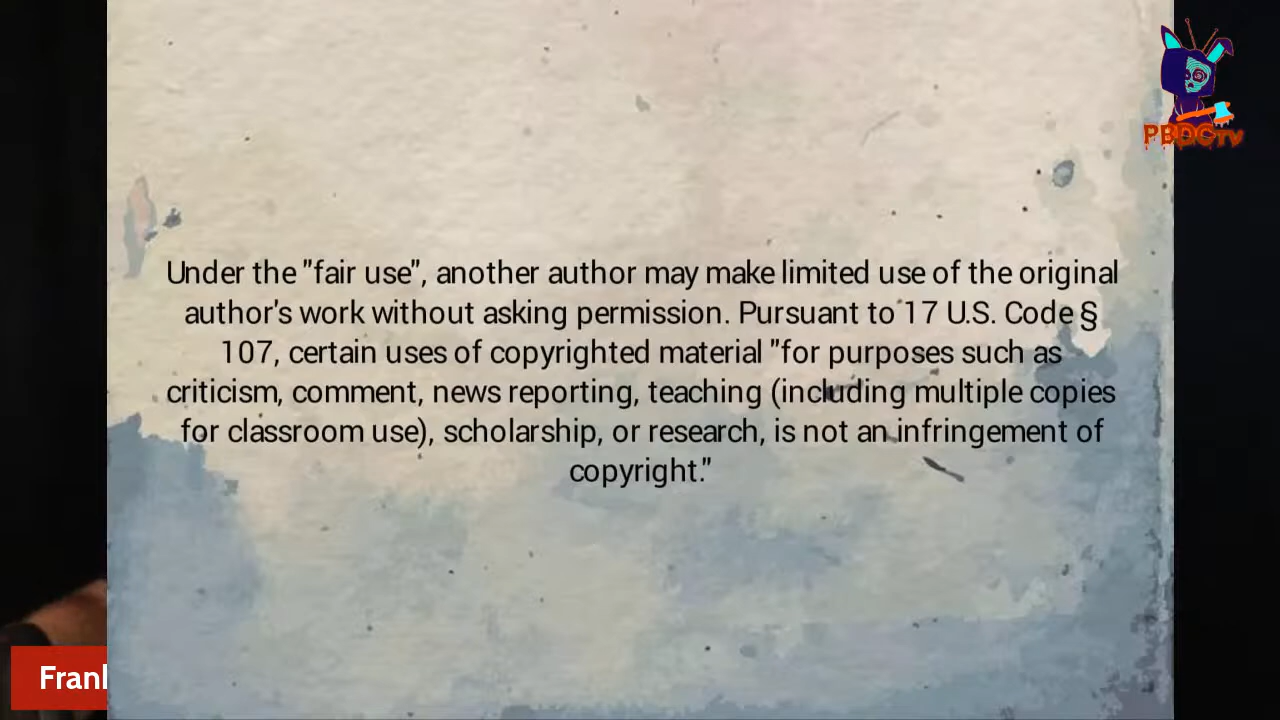 PBDCTV
Under the "fair use", another author may make limited use of the original
author's work without asking permission. Pursuant to 17 U.S. Code §
107, certain uses of copyrighted material "for purposes such as
criticism, comment, news reporting, teaching (including multiple copies
for classroom use), scholarship, or research, is not an infringement of
copyright."